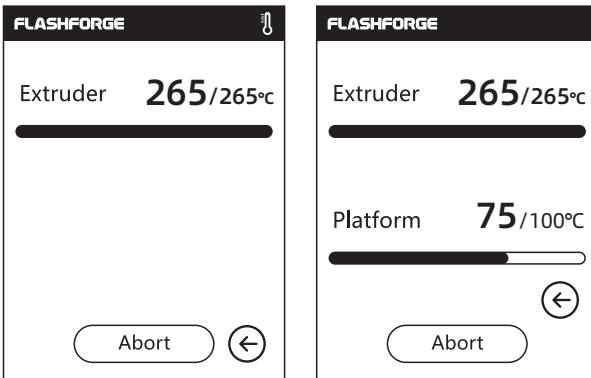 FLASHFORGE
Extruder 265/265℃
Abort
FLASHFORGE
Extruder 265/265℃
Platform 75/100℃
Abort